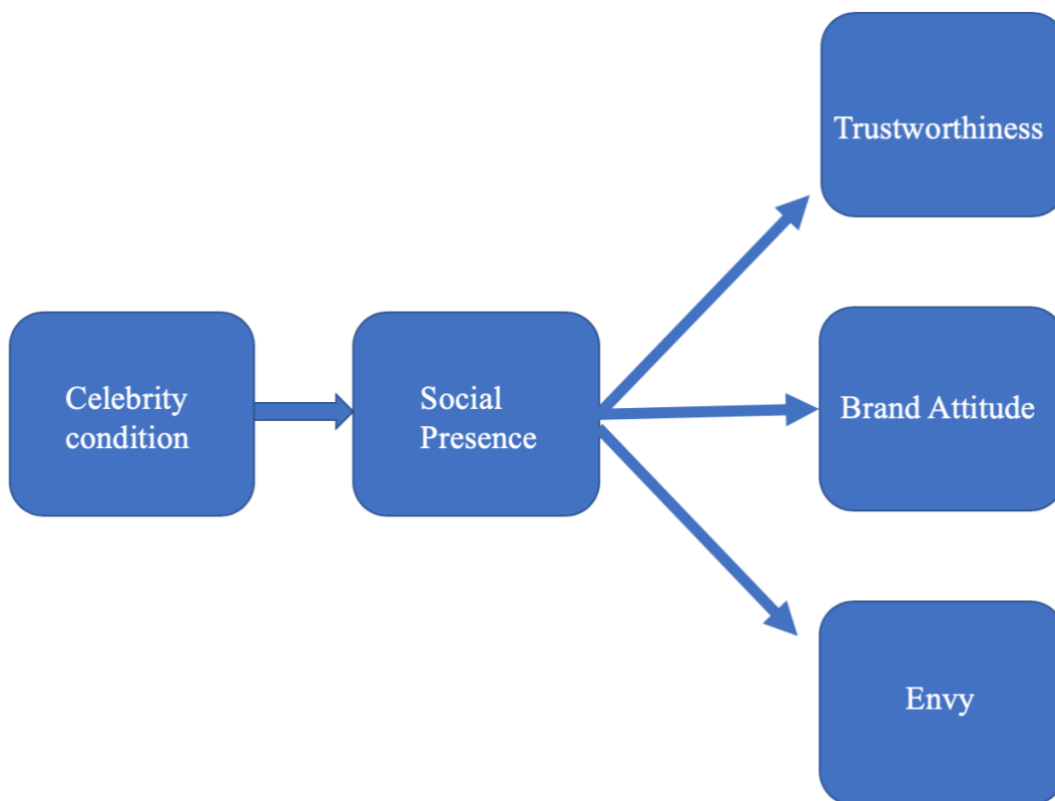 Trustworthiness
Celebrity
condition
Social
Presence
Brand Attitude
Envy